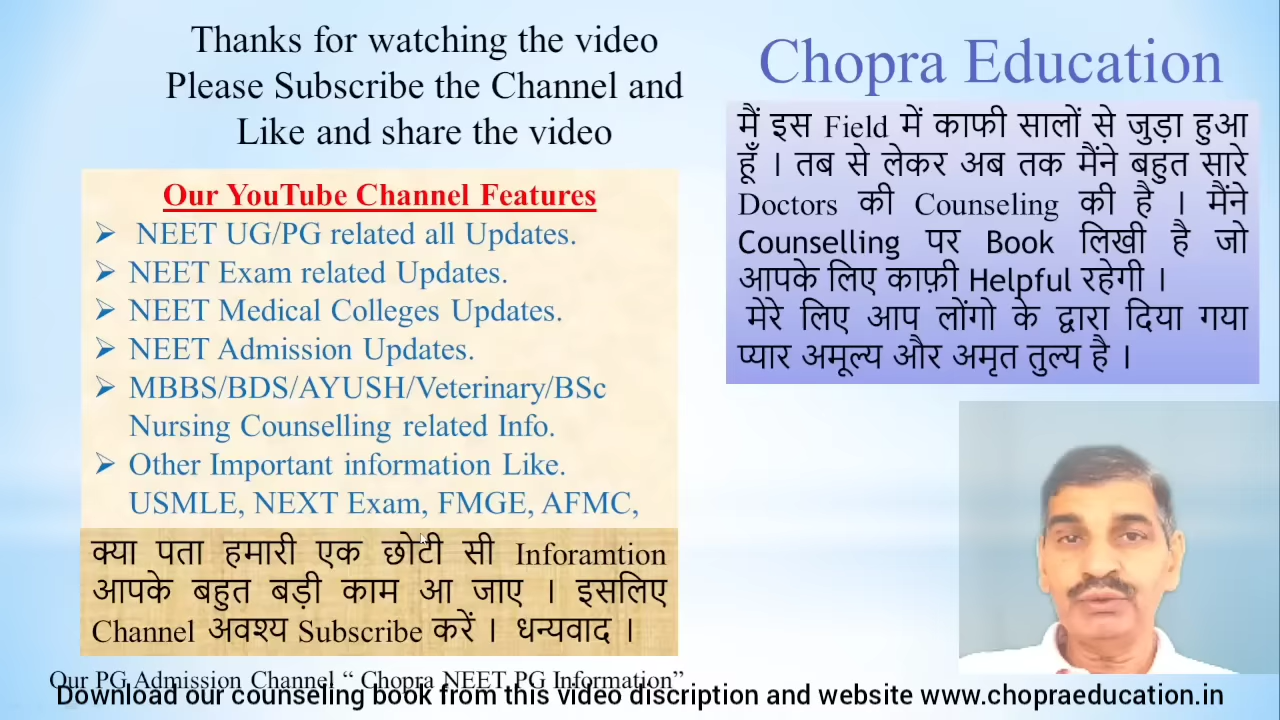 Thanks for watching the video
Please Subscribe the Channel and
Like and share the video
Our YouTube Channel Features
➢ NEET UG/PG related all Updates.
➢ NEET Exam related Updates.
➢ NEET Medical Colleges Updates.
➢ NEET Admission Updates.
➢ MBBS/BDS/AYUSH/Veterinary/BSc
Nursing Counselling related Info.
➢ Other Important information Like.
USMLE, NEXT Exam, FMGE, AFMC,
क्या पता हमारी एक छोटी सी Inforamtion
आपके बहुत बड़ी काम आ जाए । इसलिए
Channel अवश्य Subscribe करें । धन्यवाद ।
Chopra Education
मैं इस Field में काफी सालों से जुड़ा हुआ
हूँ । तब से लेकर अब तक मैंने बहुत सारे
Doctors की Counseling की है । मैंने
Counselling पर Book लिखी है जो
आपके लिए काफ़ी Helpful रहेगी ।
मेरे लिए आप लोंगो के द्वारा दिया गया
प्यार अमूल्य और अमृत तुल्य है ।
Our PG Admission Channel “ Chopra NEET PG Information”
Download our counseling book from this video discription and website www.chopraeducation.in